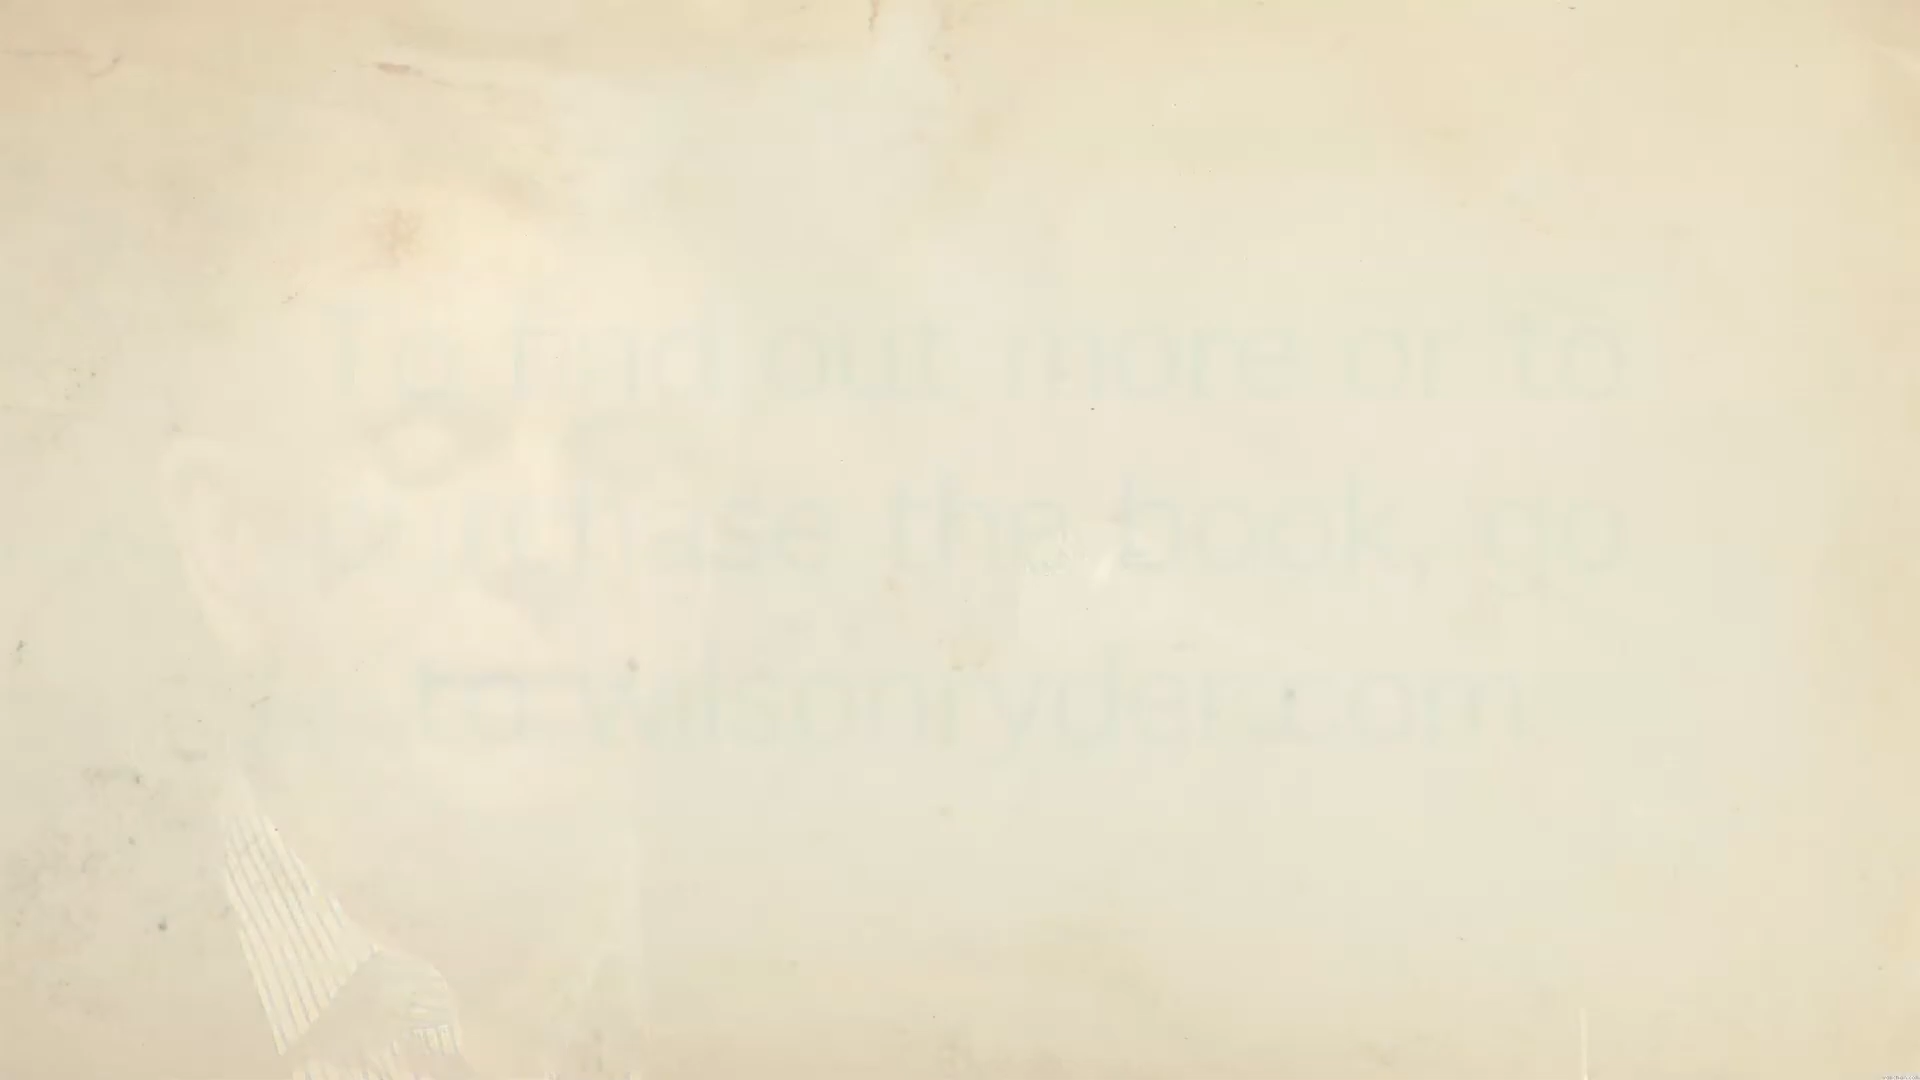 To find out more or to
purchase the book, go
to wilsonryder.com